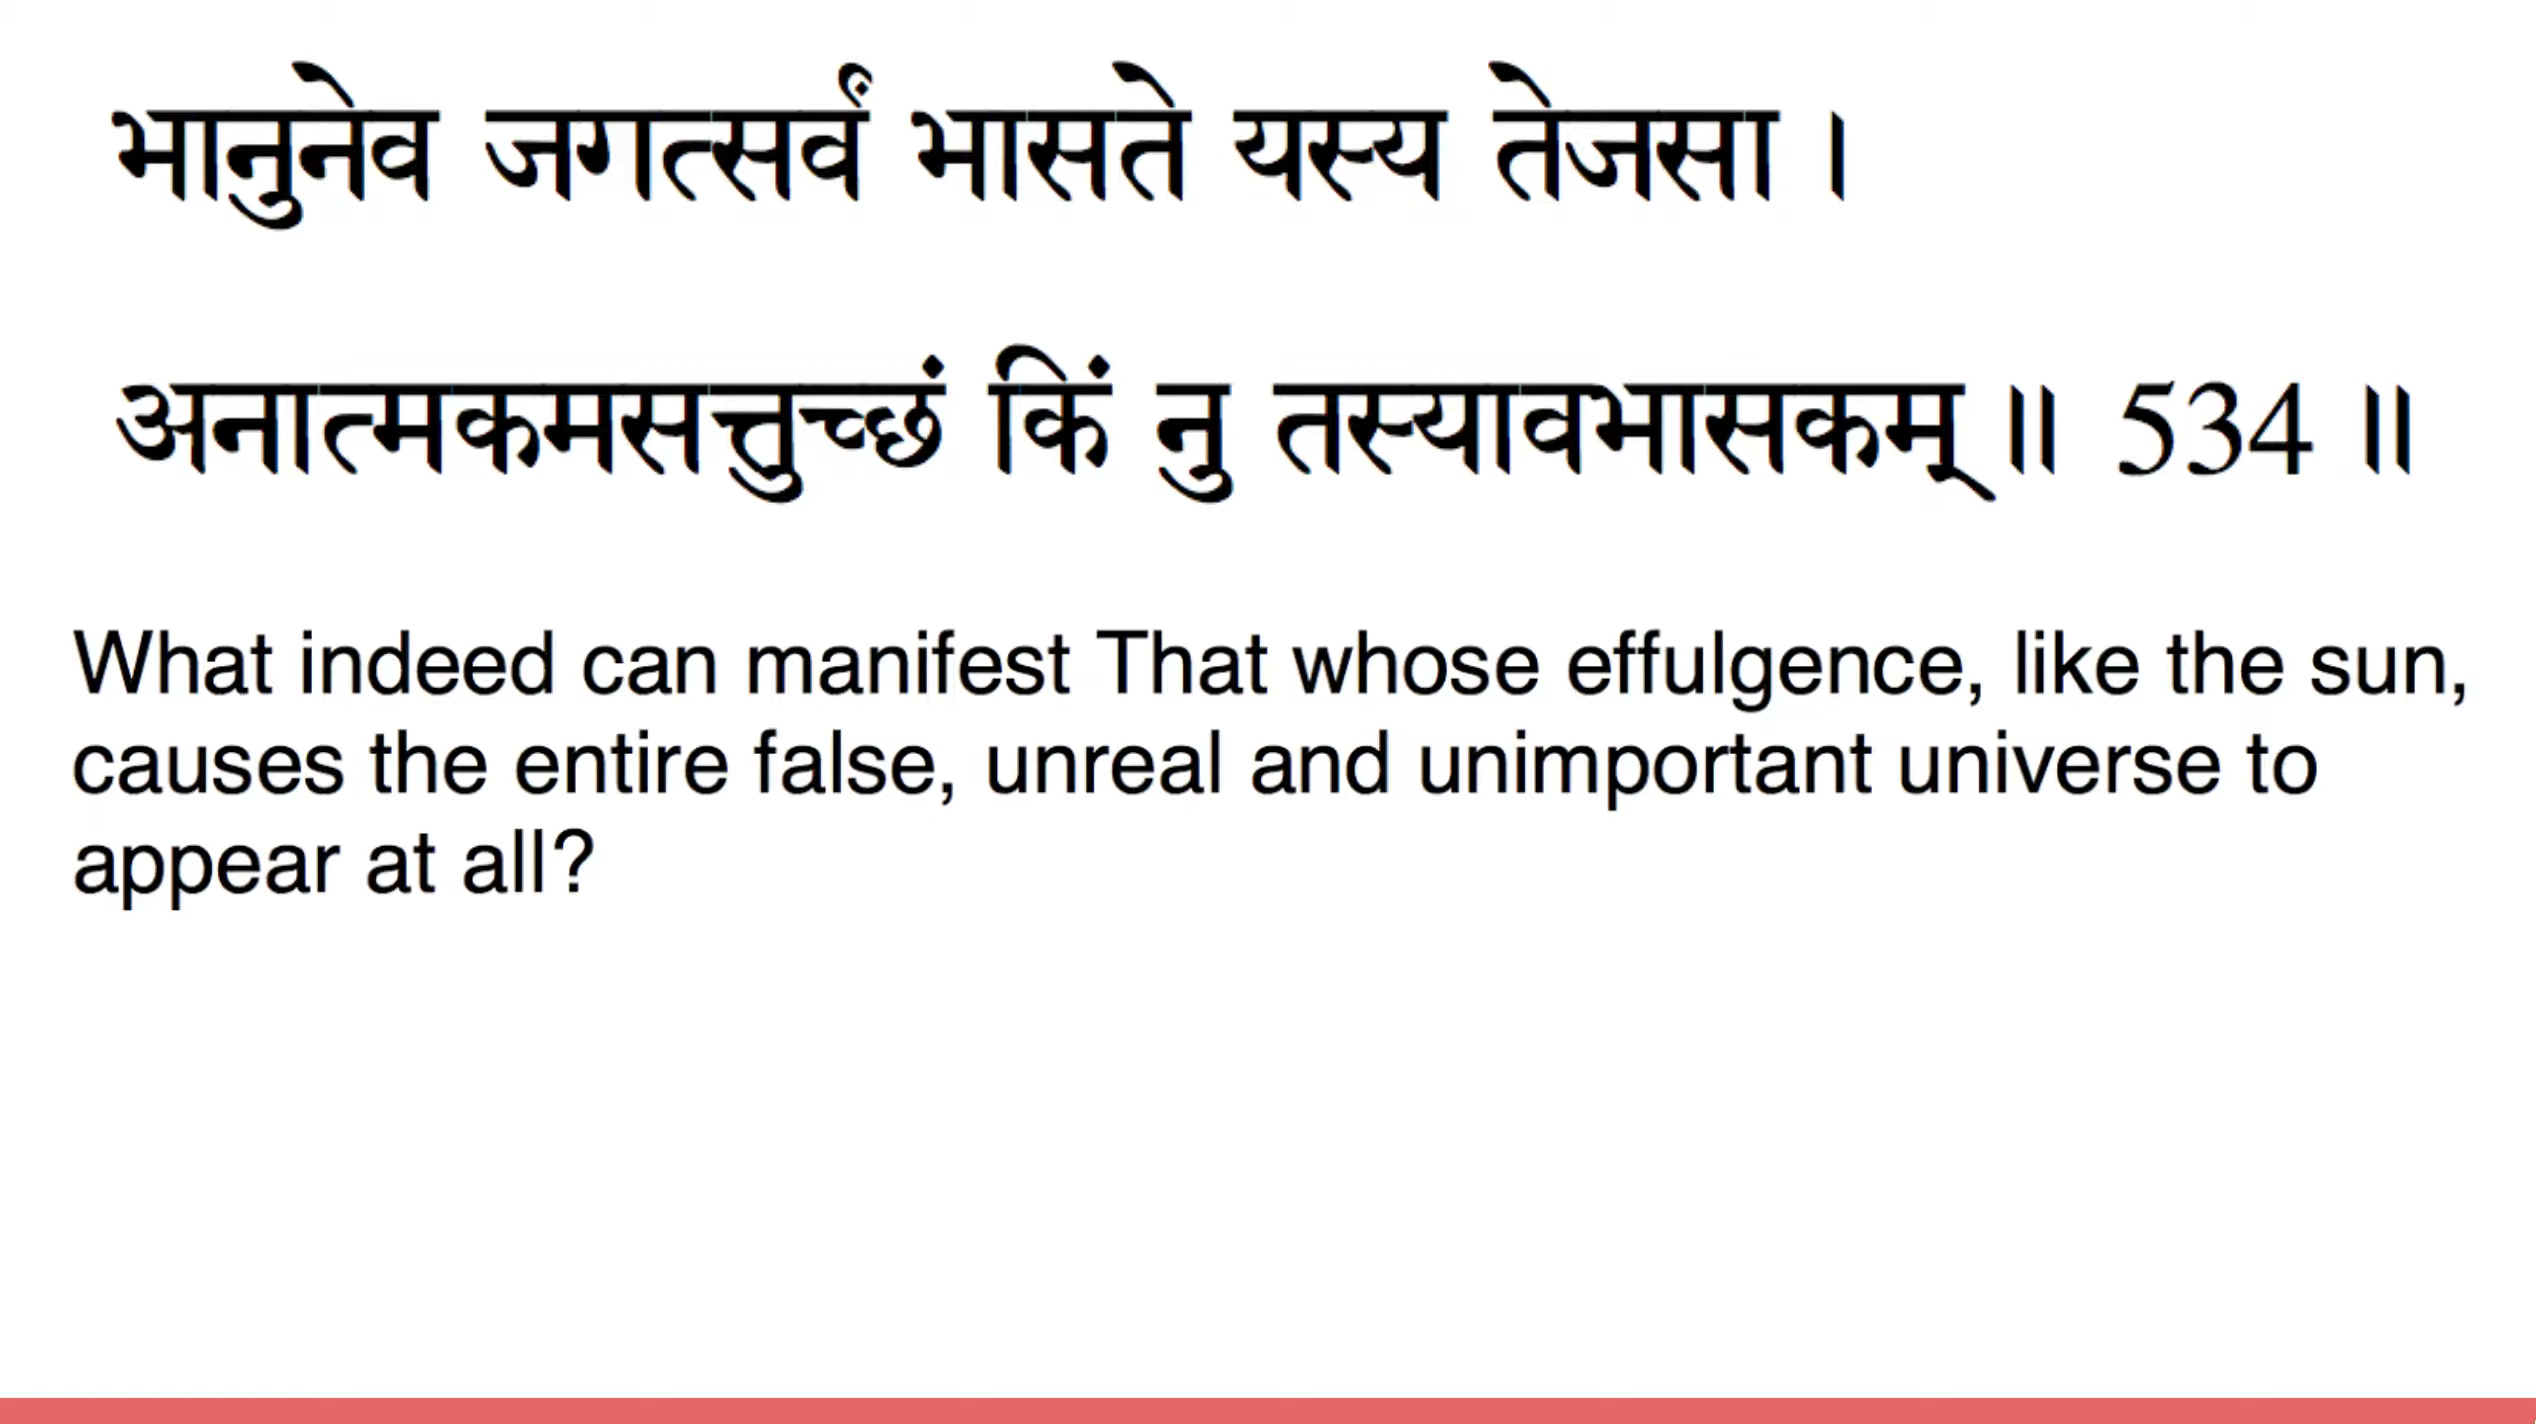 भानुनेव जगत्सर्वं भासते यस्य तेजसा ।
अनात्मकमसत्तुच्छं किं नु तस्यावभासकम् ॥ 534 ॥
What indeed can manifest That whose effulgence, like the sun,
causes the entire false, unreal and unimportant universe to
appear at all?